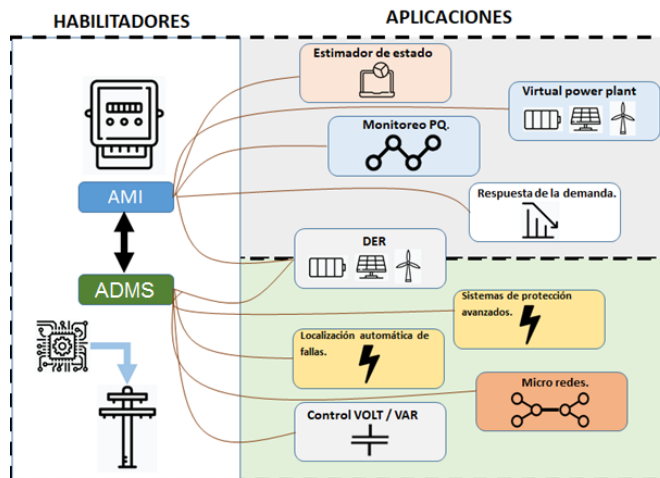 HABILITADORES
APLICACIONES
Estimador de estado
Virtual power plant
Monitoreo PQ.
AMI
Respuesta de la demanda.
DER
ADMS
Sistemas de protección
avanzados.
Localización automática de
fallas.
Micro redes.
Control VOLT / VAR